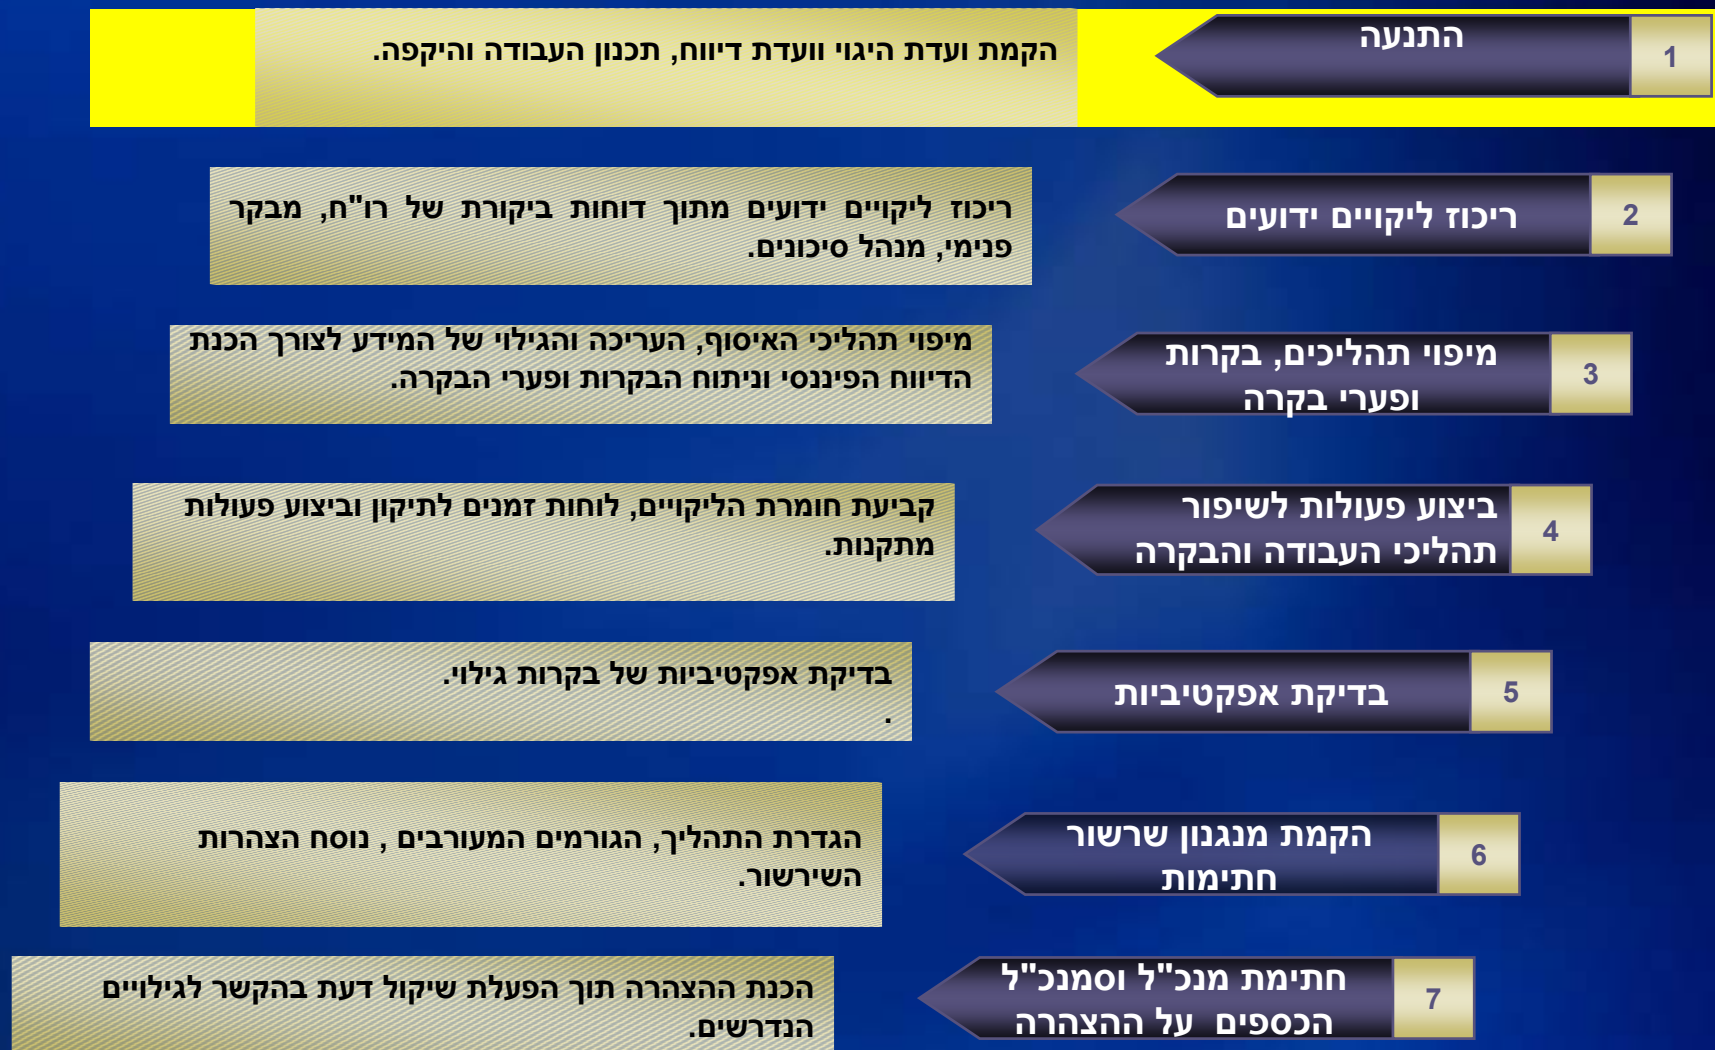 1
התנעה
הקמת ועדת היגוי וועדת דיווח, תכנון העבודה והיקפה.
2
ריכוז ליקויים ידועים
ריכוז ליקויים ידועים מתוך דוחות ביקורת של רו"ח, מבקר
פנימי, מנהל סיכונים.
3
מיפוי תהליכים, בקרות
ופערי בקרה
מיפוי תהליכי האיסוף, העריכה והגילוי של המידע לצורך הכנת
הדיווח הפיננסי וניתוח הבקרות ופערי הבקרה.
4
ביצוע פעולות לשיפור
תהליכי העבודה והבקרה
קביעת חומרת הליקויים, לוחות זמנים לתיקון וביצוע פעולות
מתקנות.
5
בדיקת אפקטיביות
בדיקת אפקטיביות של בקרות גילוי.
.
6
הקמת מנגנון שרשור
חתימות
הגדרת התהליך, הגורמים המעורבים , נוסח הצהרות
השירשור.
7
חתימת מנכ"ל וסמנכ"ל
הכספים על ההצהרה
הכנת ההצהרה תוך הפעלת שיקול דעת בהקשר לגילויים
הנדרשים.